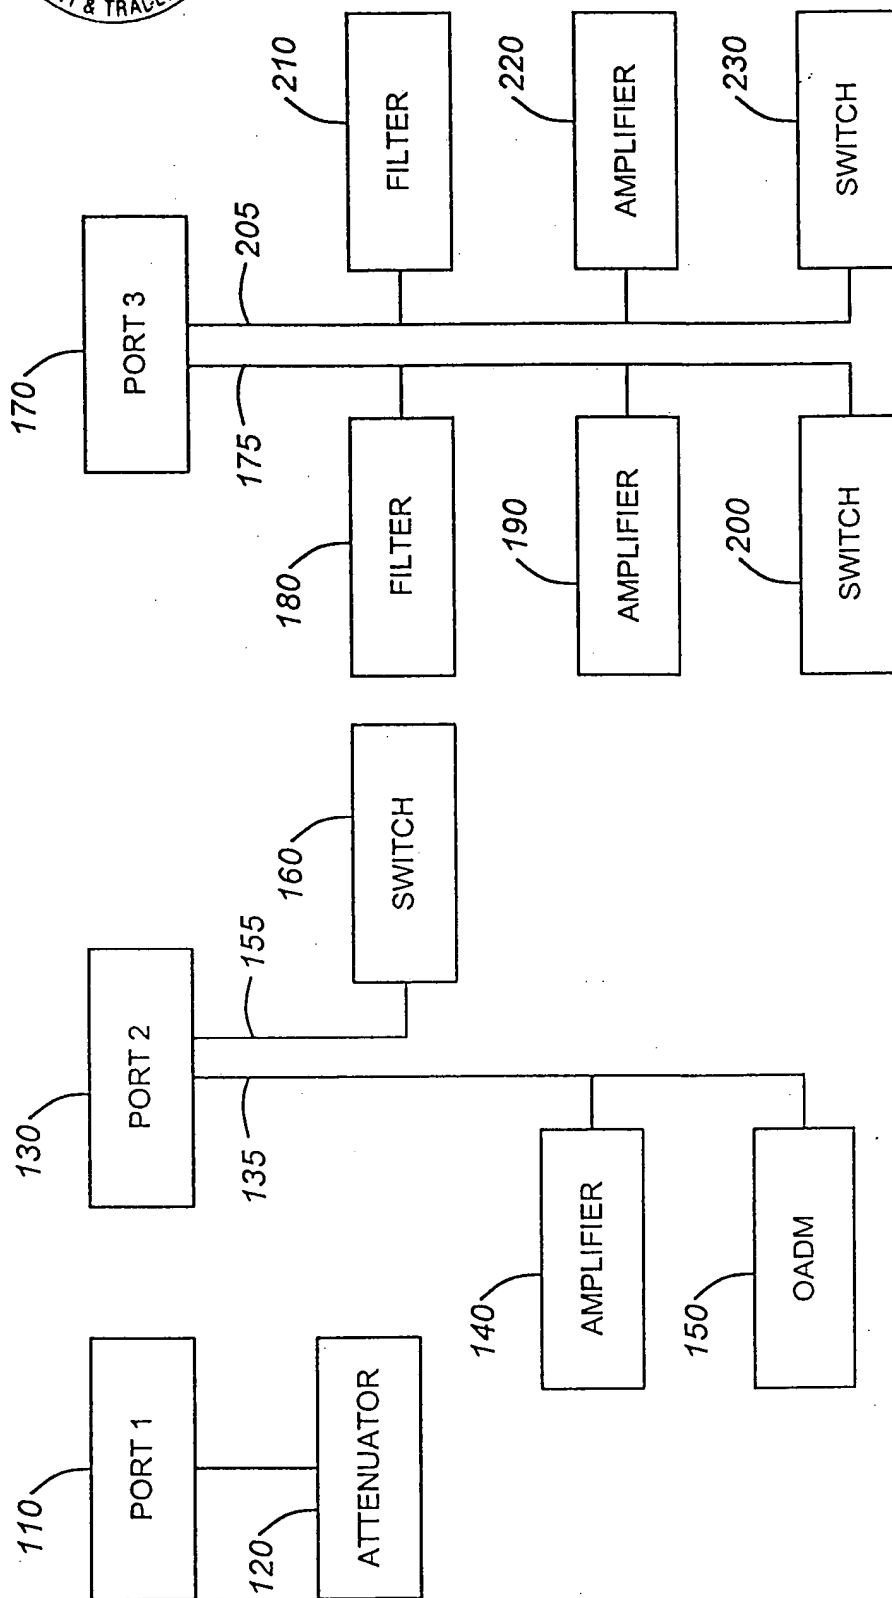 110
PORT 1
120
ATTENUATOR
130
PORT 2
135
155
160
SWITCH
140
AMPLIFIER
150
OADM
170
PORT 3
175
205
180
FILTER
210
FILTER
190
AMPLIFIER
220
AMPLIFIER
200
SWITCH
230
SWITCH